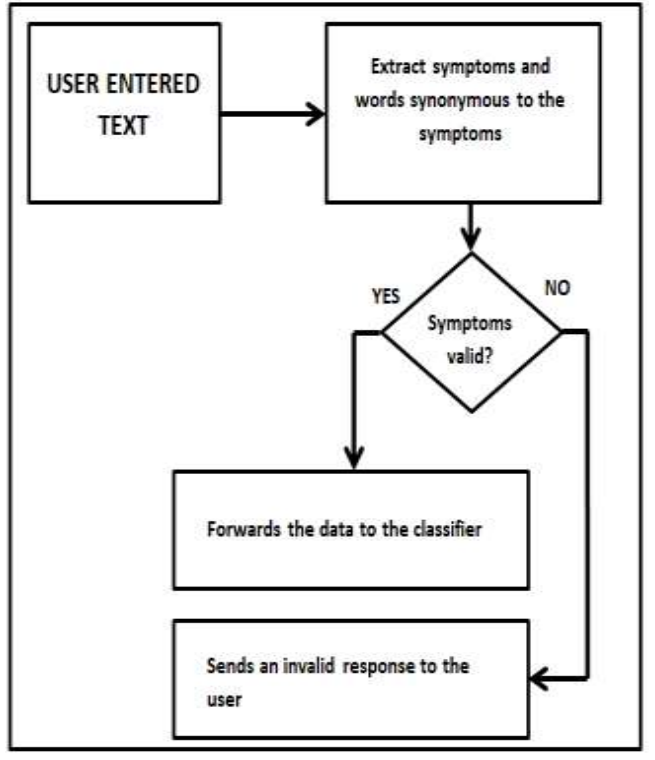 USER ENTERED
TEXT
Extract symptoms and
words synonymous to the
symptoms
YES
NO
Symptoms
valid?
Forwards the data to the classifier
Sends an invalid response to the
user